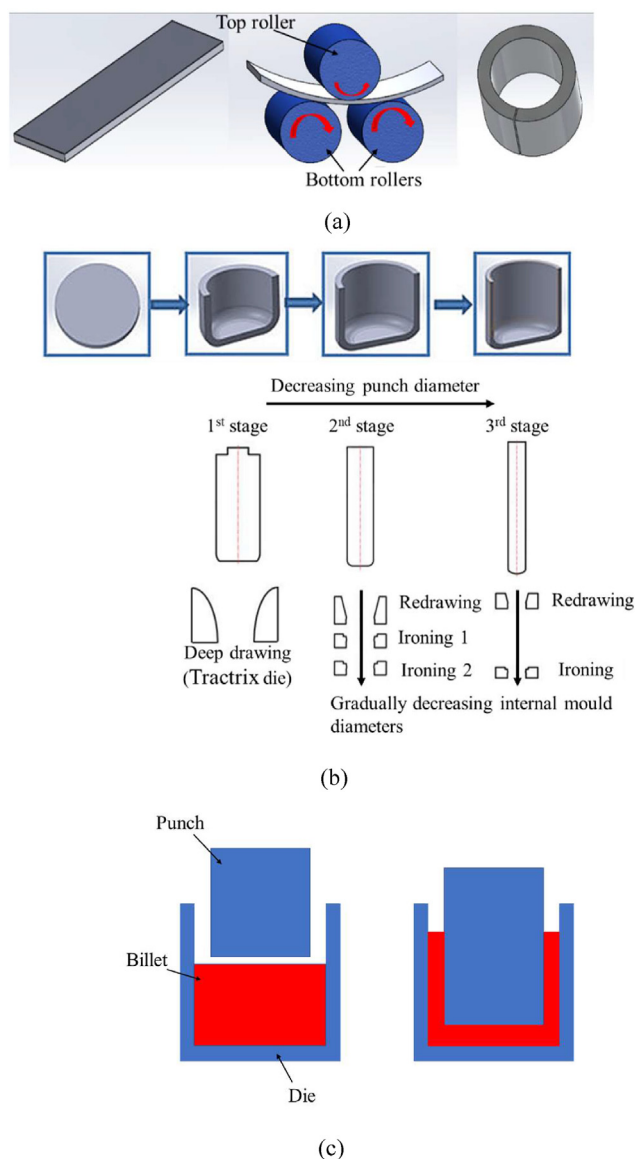 Top roller
Bottom rollers
(a)
Decreasing punch diameter
1st stage
2nd stage
3rd stage
Deep drawing
(Tractrix die)
Redrawing
Ironing 1
Ironing 2
Redrawing
Ironing
Gradually decreasing internal mould
diameters
(b)
Punch
Billet
Die
(c)